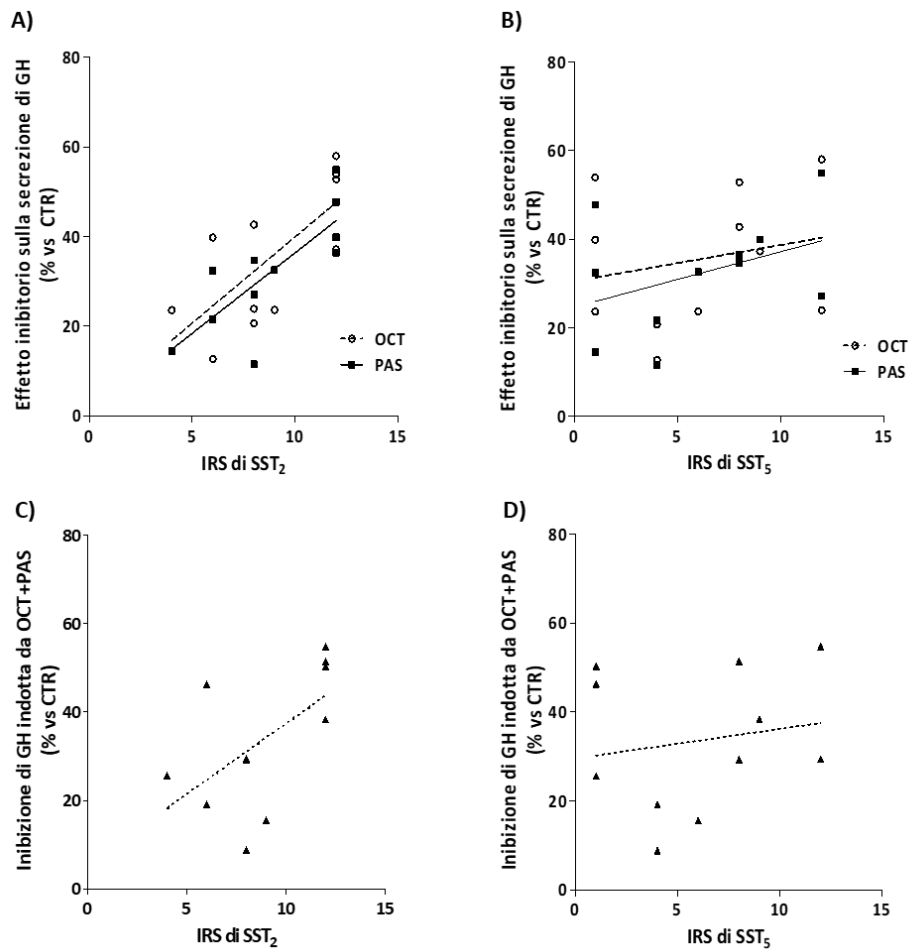 A)
Effetto inibitorio sulla secrezione di GH
(% vs CTR)
80
60
40
20
0
0 5 10 15
IRS di SST2
OCT
PAS
B)
Effetto inibitorio sulla secrezione di GH
(% vs CTR)
80
60
40
20
0
0 5 10 15
IRS di SST5
OCT
PAS
C)
Inibizione di GH indotta da OCT+PAS
(% vs CTR)
80
60
40
20
0
0 5 10 15
IRS di SST2
D)
Inibizione di GH indotta da OCT+PAS
(% vs CTR)
80
60
40
20
0
0 5 10 15
IRS di SST5